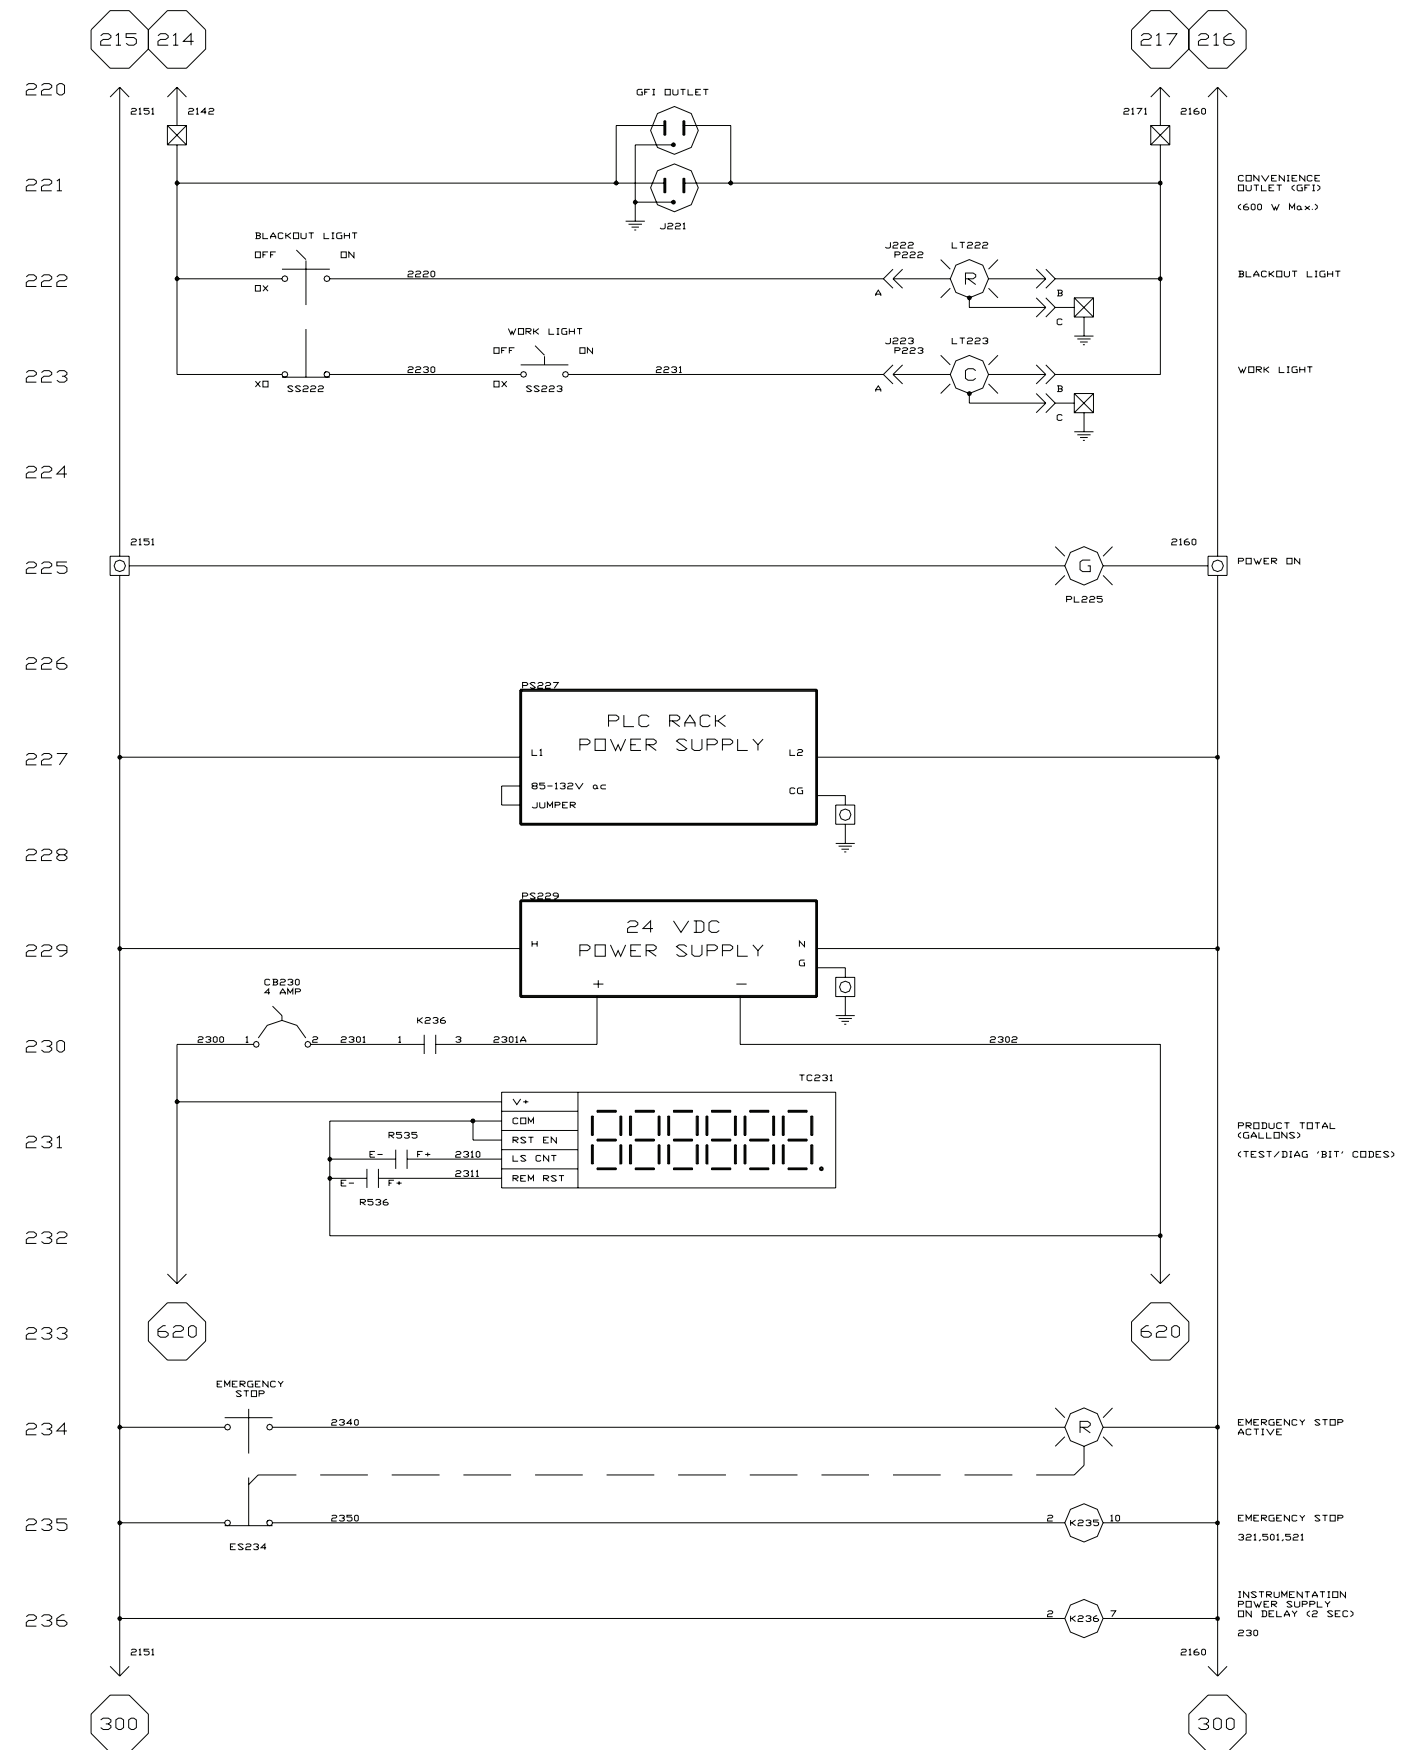 215 214
217 216
220
2151
2142
GFI OUTLET
2171
2160
221
J221
CONVENIENCE
OUTLET (GFI)
(600 W Max.)
BLACKOUT LIGHT
OFF
ON
222
OX
2220
J222
P222
A
LT222
R
B
C
BLACKOUT LIGHT
WORK LIGHT
OFF
ON
223
XO
SS222
2230
OX
SS223
2231
J223
P223
A
LT223
C
B
C
WORK LIGHT
224
2151
2160
225
G
PL225
POWER ON
226
PS227
PLC RACK
POWER SUPPLY
227
L1
L2
85-132V ac
JUMPER
CG
228
PS229
24 VDC
POWER SUPPLY
229
H
N
G
+
-
CB230
4 AMP
K236
230
2300
1
2
2301
1
3
2301A
2302
TC231
V+
COM
RST EN
LS CNT
REM RST
888888.
231
R535
E-
F+
2310
E-
F+
2311
R536
PRODUCT TOTAL
(GALLONS)
(TEST/DIAG 'BIT' CODES)
232
620
620
233
EMERGENCY
STOP
234
2340
R
EMERGENCY STOP
ACTIVE
235
2350
ES234
2
K235
10
EMERGENCY STOP
321,501,521
236
2
K236
7
INSTRUMENTATION
POWER SUPPLY
ON DELAY (2 SEC)
230
2151
2160
300
300